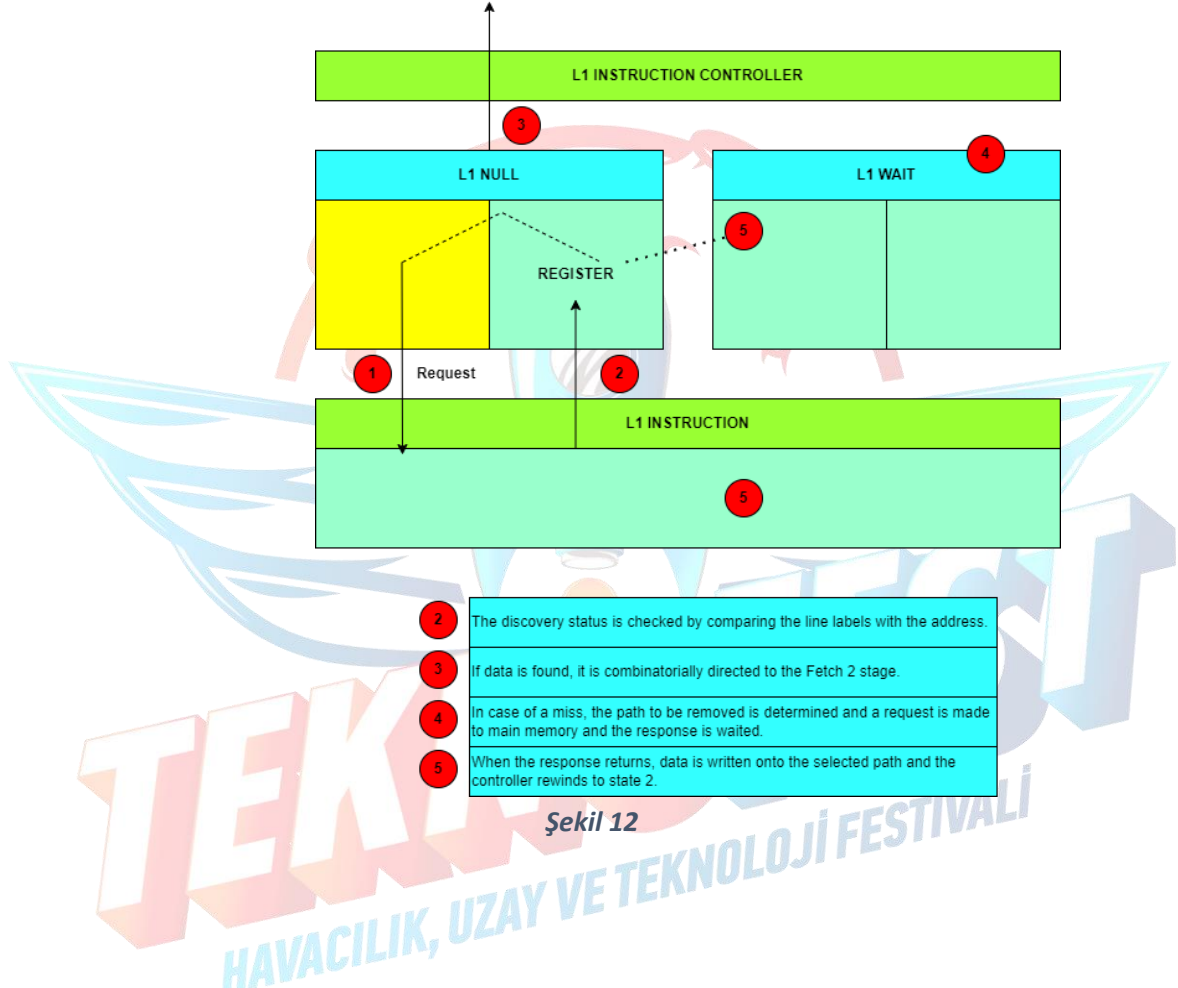 L1 INSTRUCTION CONTROLLER
3
L1 NULL
L1 WAIT
4
5
REGISTER
1
Request
2
L1 INSTRUCTION
5
2
The discovery status is checked by comparing the line labels with the address.
3
If data is found, it is combinatorially directed to the Fetch 2 stage.
4
In case of a miss, the path to be removed is determined and a request is made
to main memory and the response is waited.
5
When the response returns, data is written onto the selected path and the
controller rewinds to state 2.
Şekil 12
TEKNOFEST
HAVACILIK, UZAY VE TEKNOLOJİ FESTİVALİ